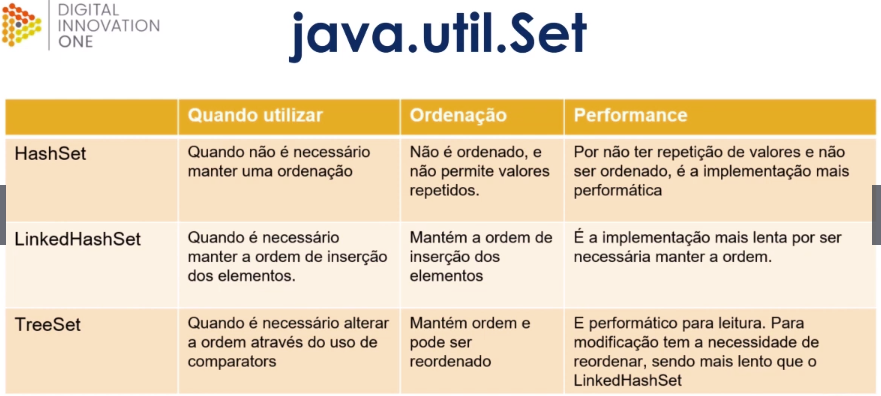 DIGITAL
INNOVATION
ONE
java.util.Set
Quando utilizar
Ordenação
Performance
HashSet
Quando não é necessário
manter uma ordenação
Não é ordenado, e
não permite valores
repetidos.
Por não ter repetição de valores e não
ser ordenado, é a implementação mais
performática
LinkedHashSet
Quando é necessário
manter a ordem de inserção
dos elementos.
Mantém a ordem de
inserção dos
elementos
É a implementação mais lenta por ser
necessária manter a ordem.
TreeSet
Quando é necessário alterar
a ordem através do uso de
comparators
Mantém ordem e
pode ser
reordenado
E performático para leitura. Para
modificação tem a necessidade de
reordenar, sendo mais lento que o
LinkedHashSet